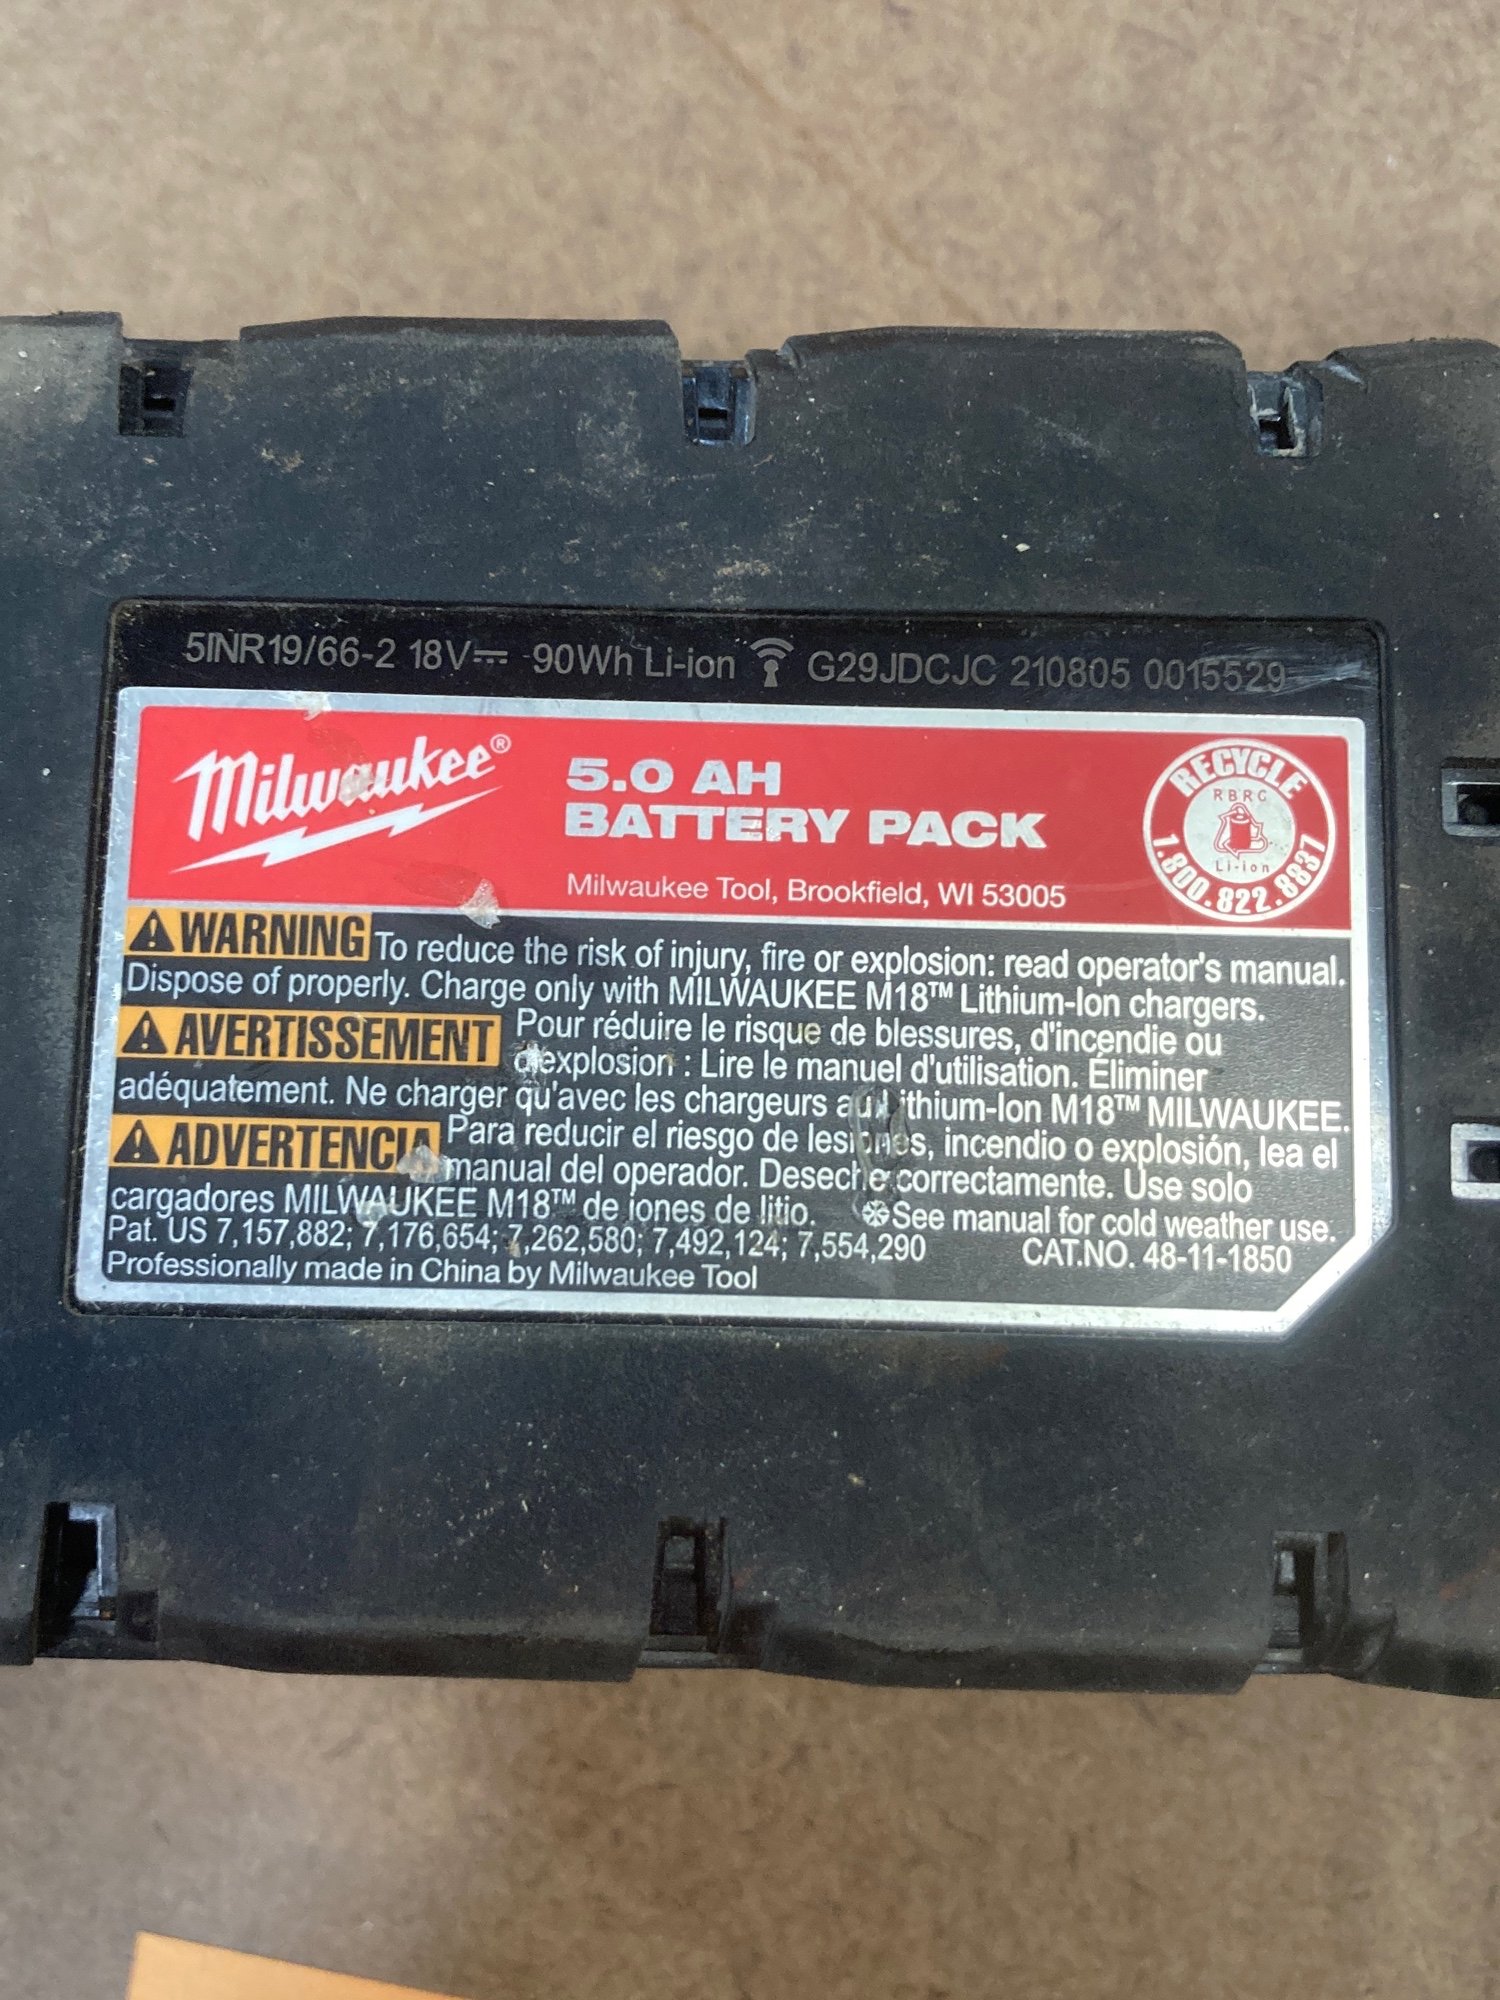 5INR19/66-2 18V⎓ 90Wh Li-ion G29JDCJC 210805 0015529
Milwaukee®
5.0 AH
BATTERY PACK
Milwaukee Tool, Brookfield, WI 53005
RECYCLE
RBRC
Li-ion
1.800.822.8837
⚠WARNING To reduce the risk of injury, fire or explosion: read operator's manual.
Dispose of properly. Charge only with MILWAUKEE M18™ Lithium-Ion chargers.
⚠AVERTISSEMENT Pour réduire le risque de blessures, d'incendie ou
d'explosion : Lire le manuel d'utilisation. Éliminer
adéquatement. Ne charger qu'avec les chargeurs au lithium-Ion M18™ MILWAUKEE.
⚠ADVERTENCIA Para reducir el riesgo de lesiones, incendio o explosión, lea el
manual del operador. Deseche correctamente. Use solo
cargadores MILWAUKEE M18™ de iones de litio. ❄See manual for cold weather use.
Pat. US 7,157,882; 7,176,654; 7,262,580; 7,492,124; 7,554,290 CAT.NO. 48-11-1850
Professionally made in China by Milwaukee Tool